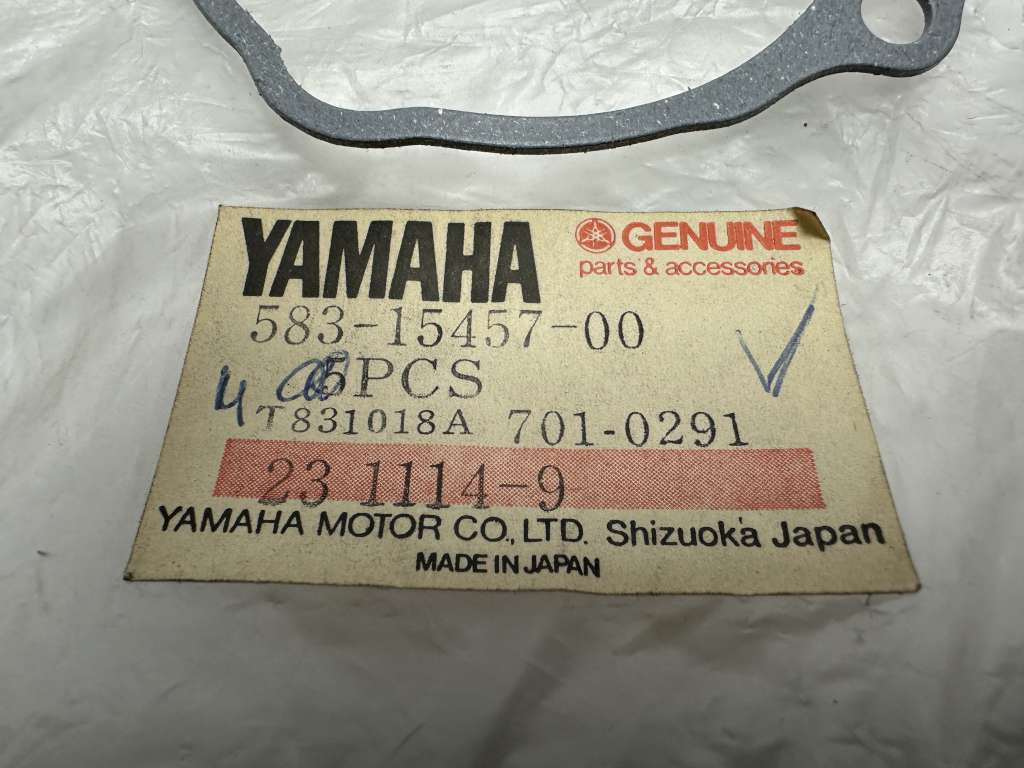 YAMAHA
GENUINE
parts & accessories
583-15457-00
4 5PCS
T831018A 701-0291
23 1114-9
YAMAHA MOTOR CO., LTD. Shizuoka Japan
MADE IN JAPAN